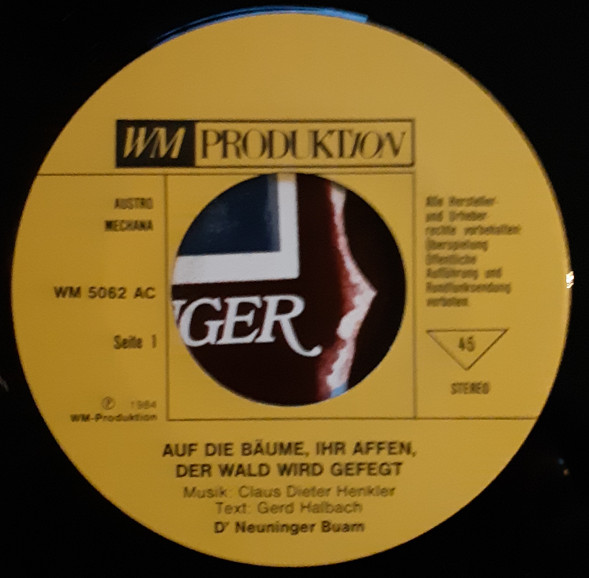 WM PRODUKTION
AUSTRO
MECHANA
WM 5062 AC
Seite 1
℗ 1984
WM-Produktion
Alle Hersteller-
und Urheber-
rechte vorbehalten!
Überspielung
Öffentliche
Aufführung und
Rundfunksendung
verboten
45
STEREO
GER
AUF DIE BÄUME, IHR AFFEN,
DER WALD WIRD GEFEGT
Musik: Claus Dieter Henkler
Text: Gerd Halbach
D' Neuninger Buam